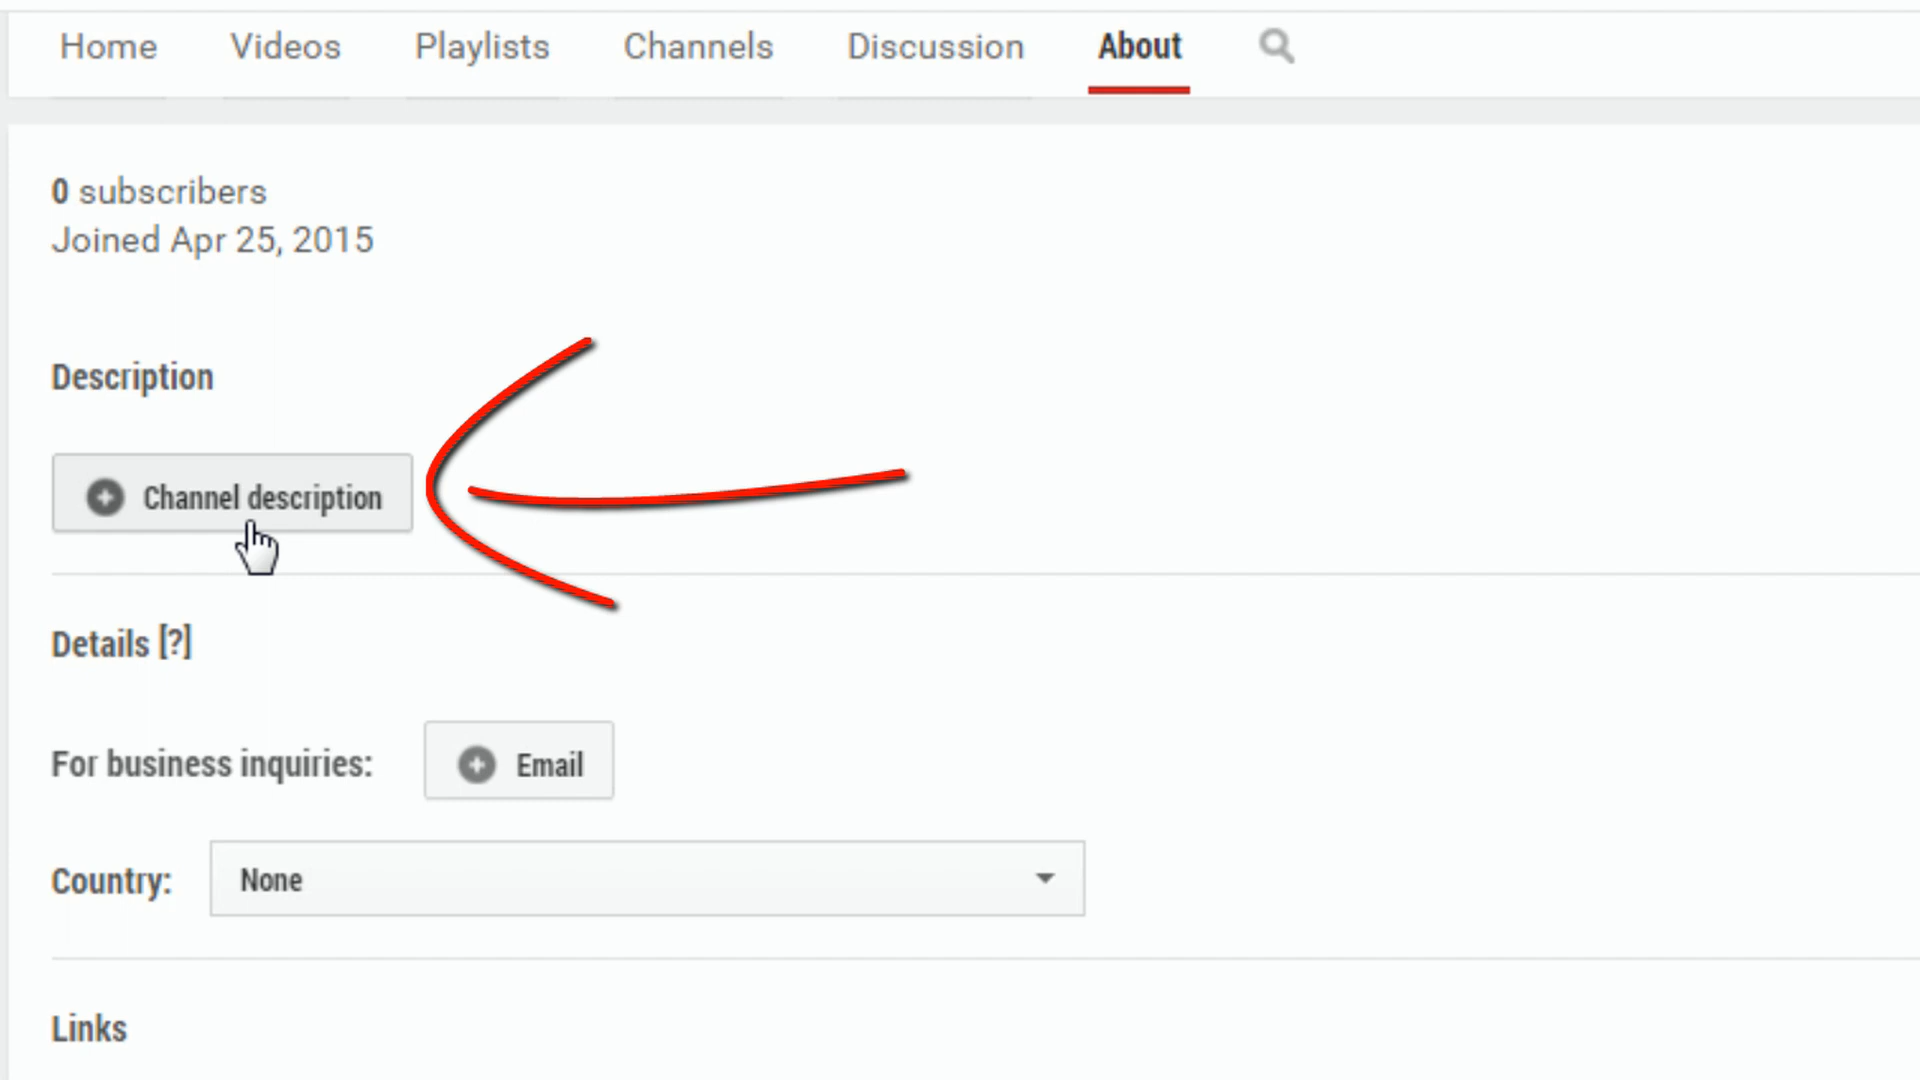 Home Videos Playlists Channels Discussion About
0 subscribers
Joined Apr 25, 2015
Description
Channel description
Details [?]
For business inquiries: Email
Country: None
Links